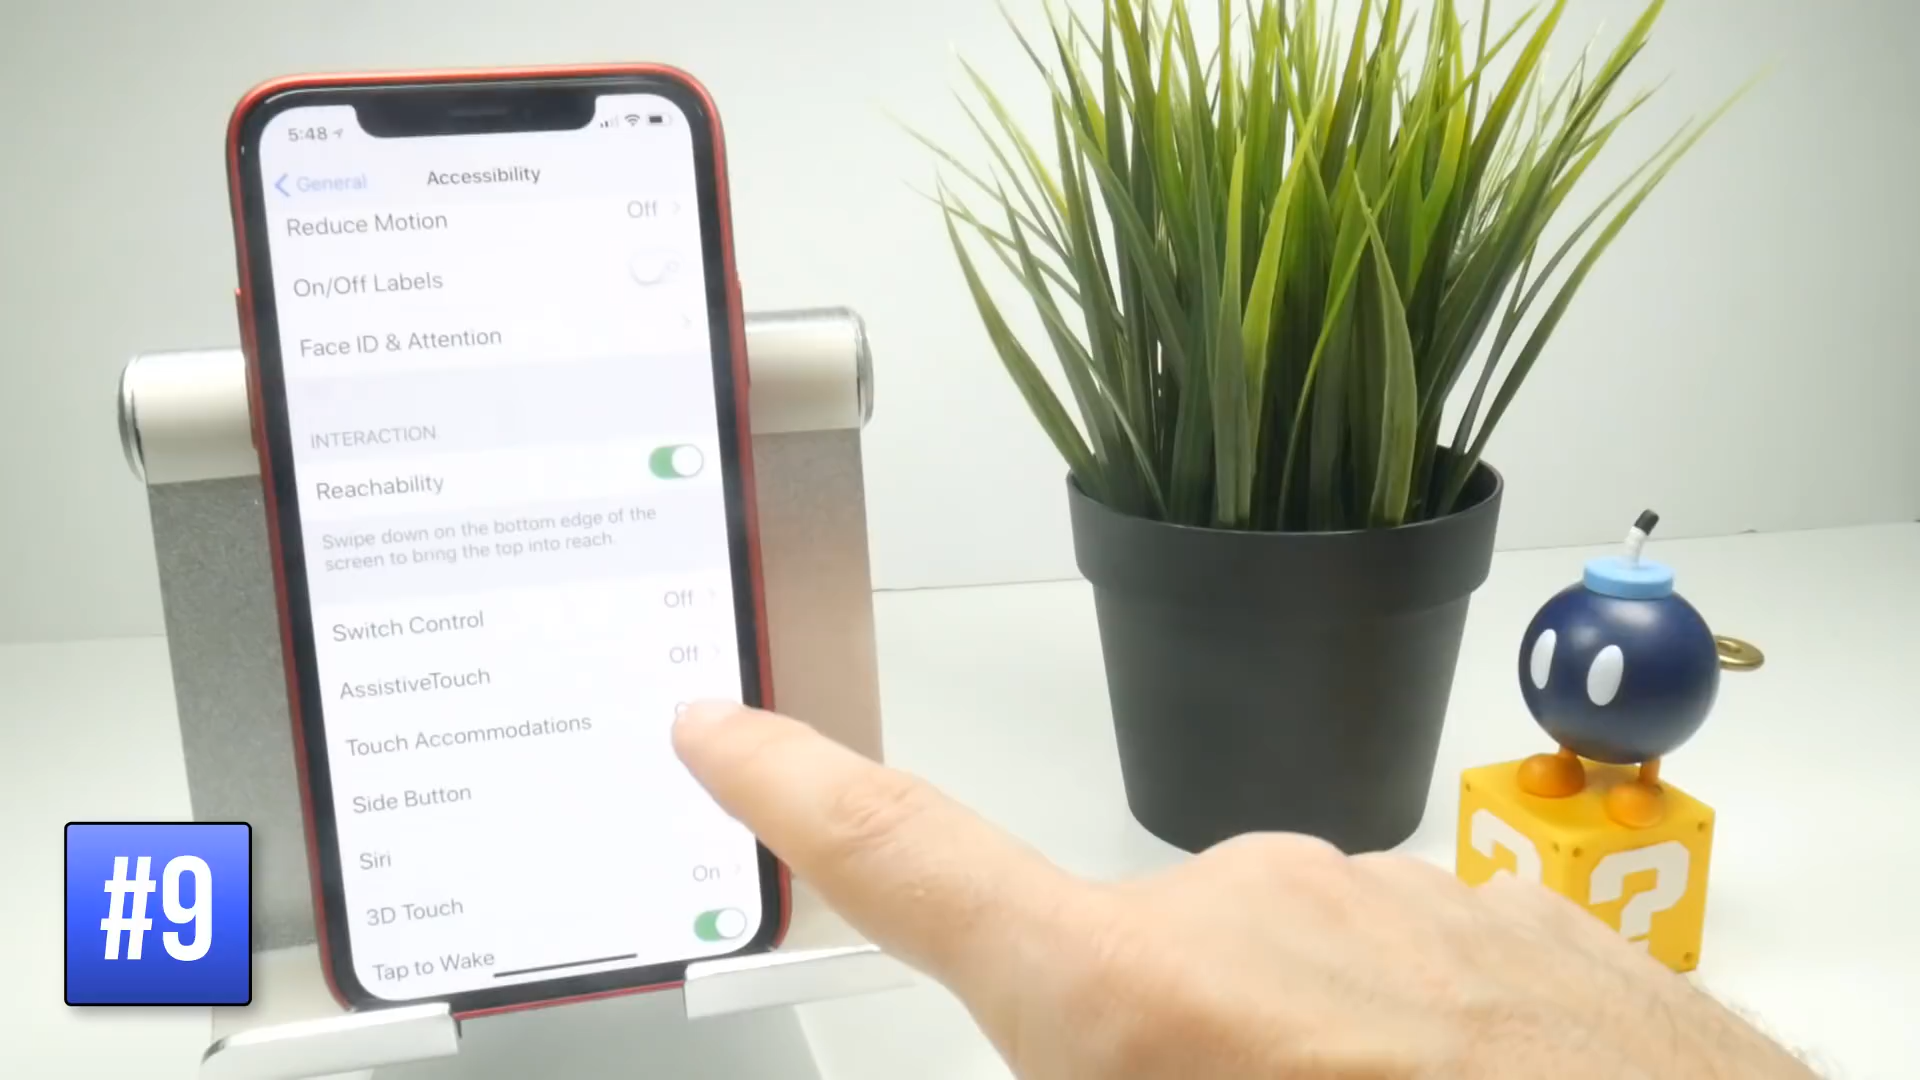 5:48
General
Accessibility
Reduce Motion Off
On/Off Labels
Face ID & Attention
INTERACTION
Reachability
Swipe down on the bottom edge of the
screen to bring the top into reach.
Switch Control Off
AssistiveTouch Off
Touch Accommodations
Side Button
Siri
3D Touch On
Tap to Wake
#9
? ?